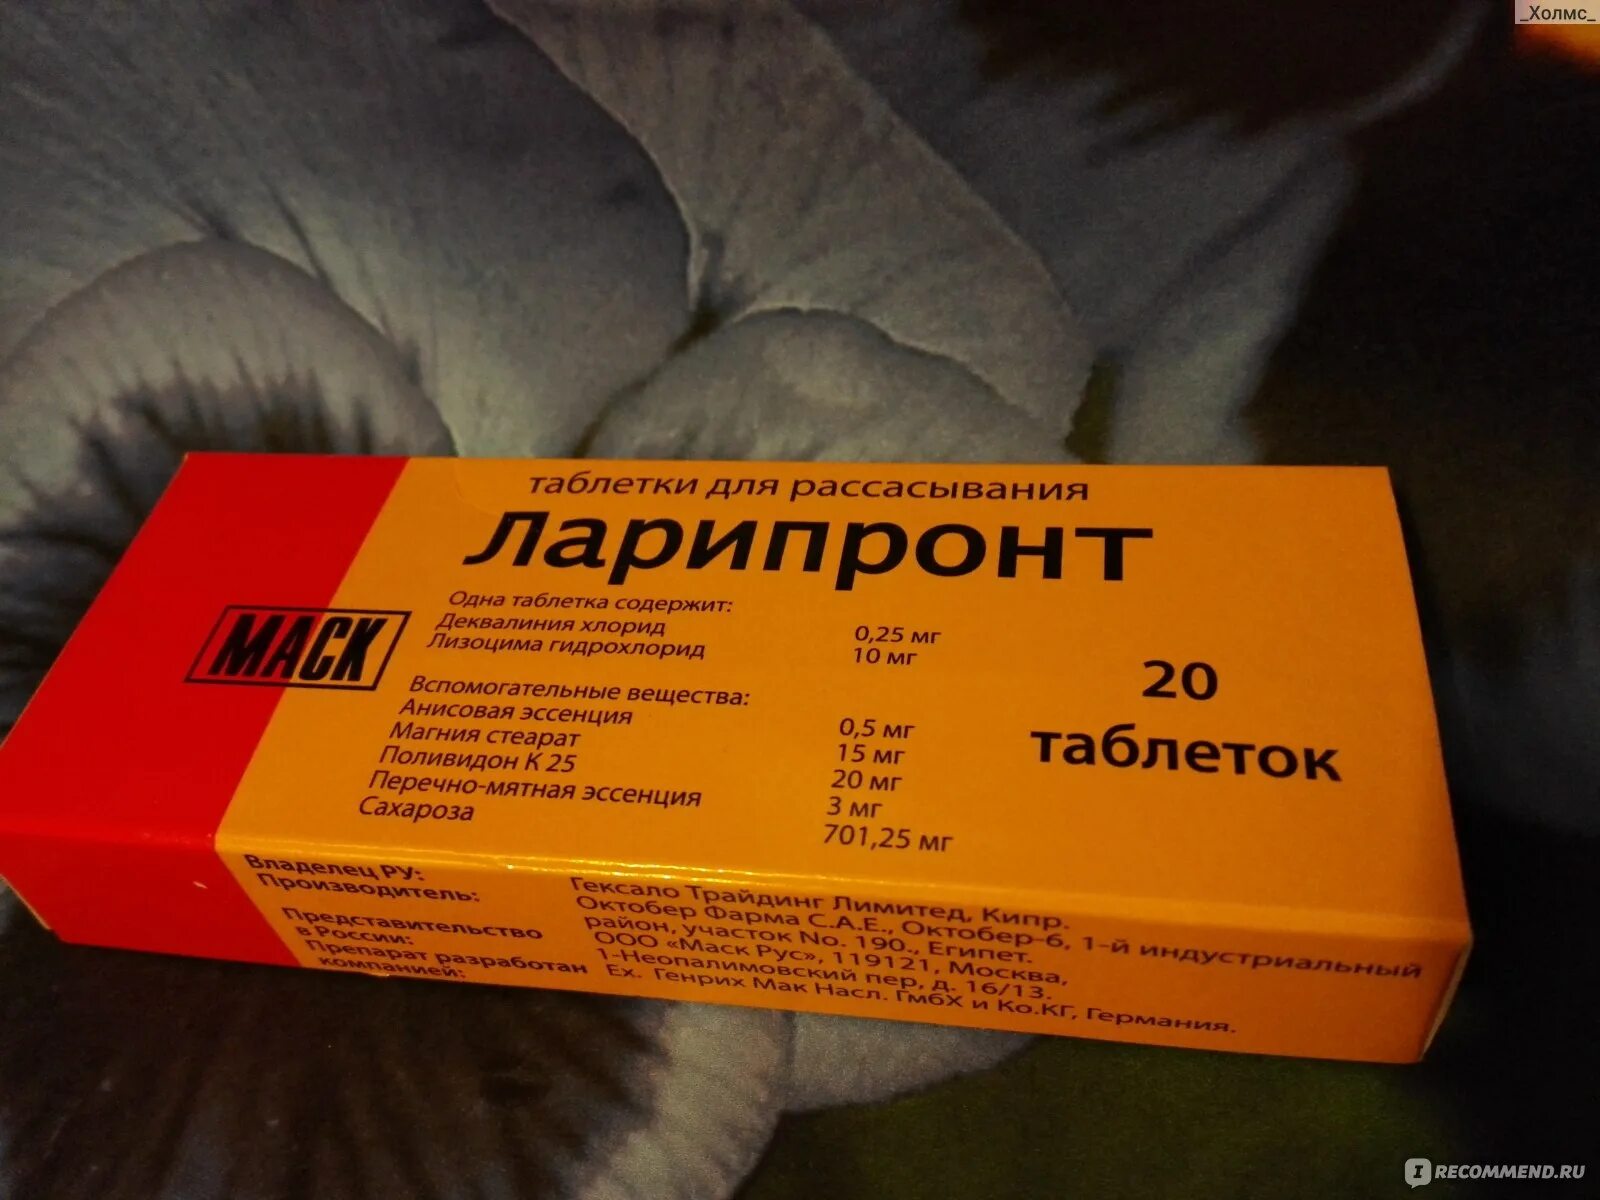 _Холмс_
таблетки для рассасывания
Ларипронт
МАСК
Одна таблетка содержит:
Деквалиния хлорид 0,25 мг
Лизоцима гидрохлорид 10 мг
Вспомогательные вещества:
Анисовая эссенция 0,5 мг
Магния стеарат 15 мг
Поливидон К 25 20 мг
Перечно-мятная эссенция 3 мг
Сахароза 701,25 мг
20
таблеток
Владелец РУ: Гексало Трайдинг Лимитед, Кипр.
Производитель: Октобер Фарма С.А.Е., Октобер-6, 1-й индустриальный
район, участок No. 190., Египет.
Представительство ООО «Маск Рус», 119121, Москва,
в России: 1-Неопалимовский пер, д. 16/13.
Препарат разработан Ex. Генрих Мак Насл. ГмбХ и Ко.КГ, Германия.
компанией:
IRECOMMEND.RU